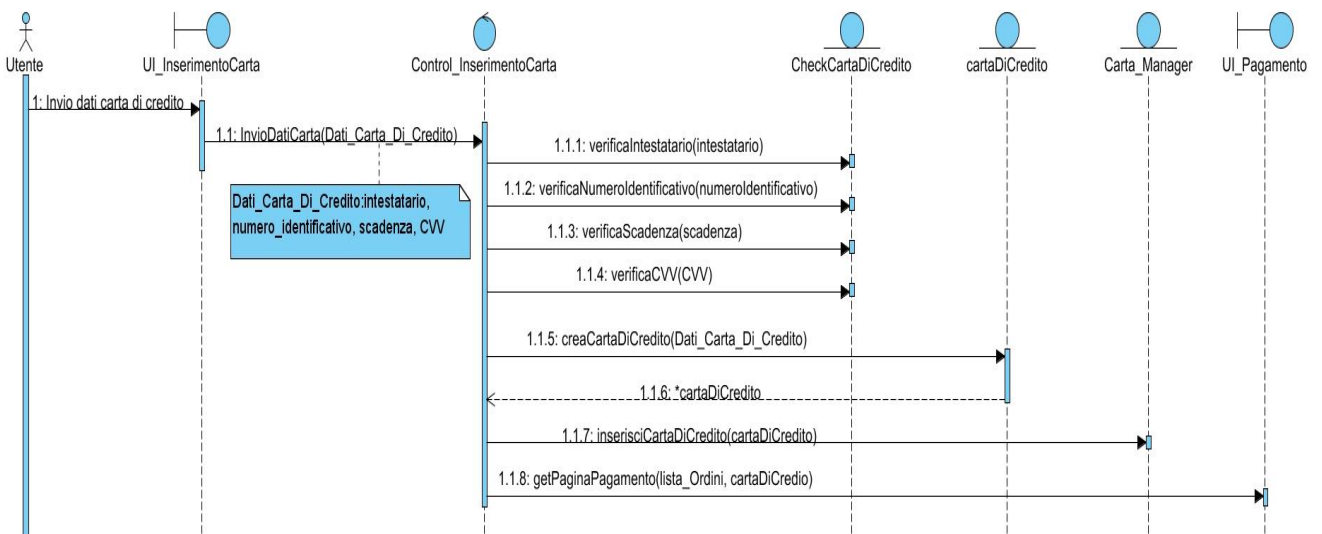 Utente
UI_InserimentoCarta
Control_InserimentoCarta
CheckCartaDiCredito
cartaDiCredito
Carta_Manager
UI_Pagamento
1: Invio dati carta di credito
1.1: InvioDatiCarta(Dati_Carta_Di_Credito)
1.1.1: verificaIntestatario(intestatario)
1.1.2: verificaNumeroIdentificativo(numeroIdentificativo)
Dati_Carta_Di_Credito:intestatario,
numero_identificativo, scadenza, CVV
1.1.3: verificaScadenza(scadenza)
1.1.4: verificaCVV(CVV)
1.1.5: creaCartaDiCredito(Dati_Carta_Di_Credito)
1.1.6: *cartaDiCredito
1.1.7: inserisciCartaDiCredito(cartaDiCredito)
1.1.8: getPaginaPagamento(lista_Ordini, cartaDiCredio)